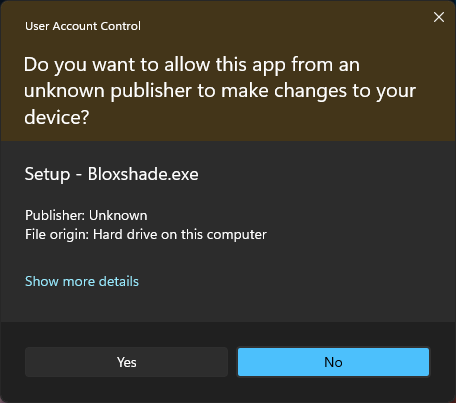 User Account Control
Do you want to allow this app from an
unknown publisher to make changes to your
device?
Setup - Bloxshade.exe
Publisher: Unknown
File origin: Hard drive on this computer
Show more details
Yes
No